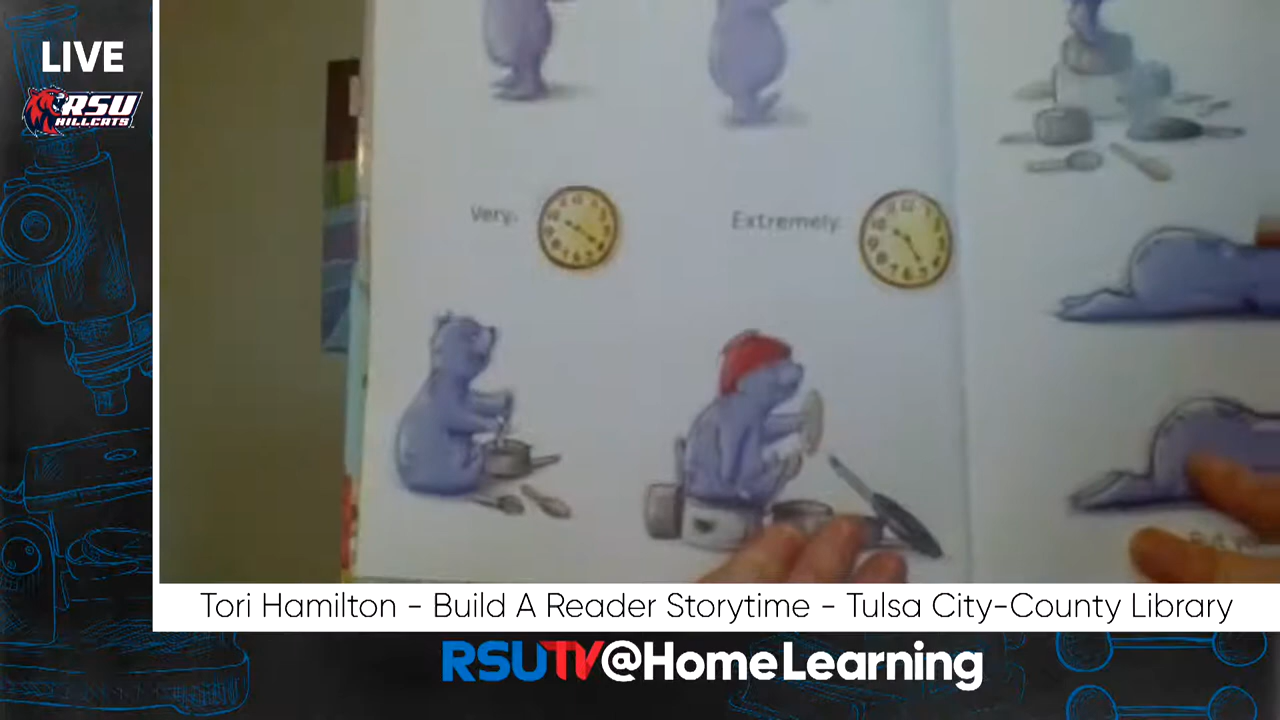 LIVE
RSU
HILLCATS
Very.
Extremely.
Tori Hamilton - Build A Reader Storytime - Tulsa City-County Library
RSUTV@HomeLearning